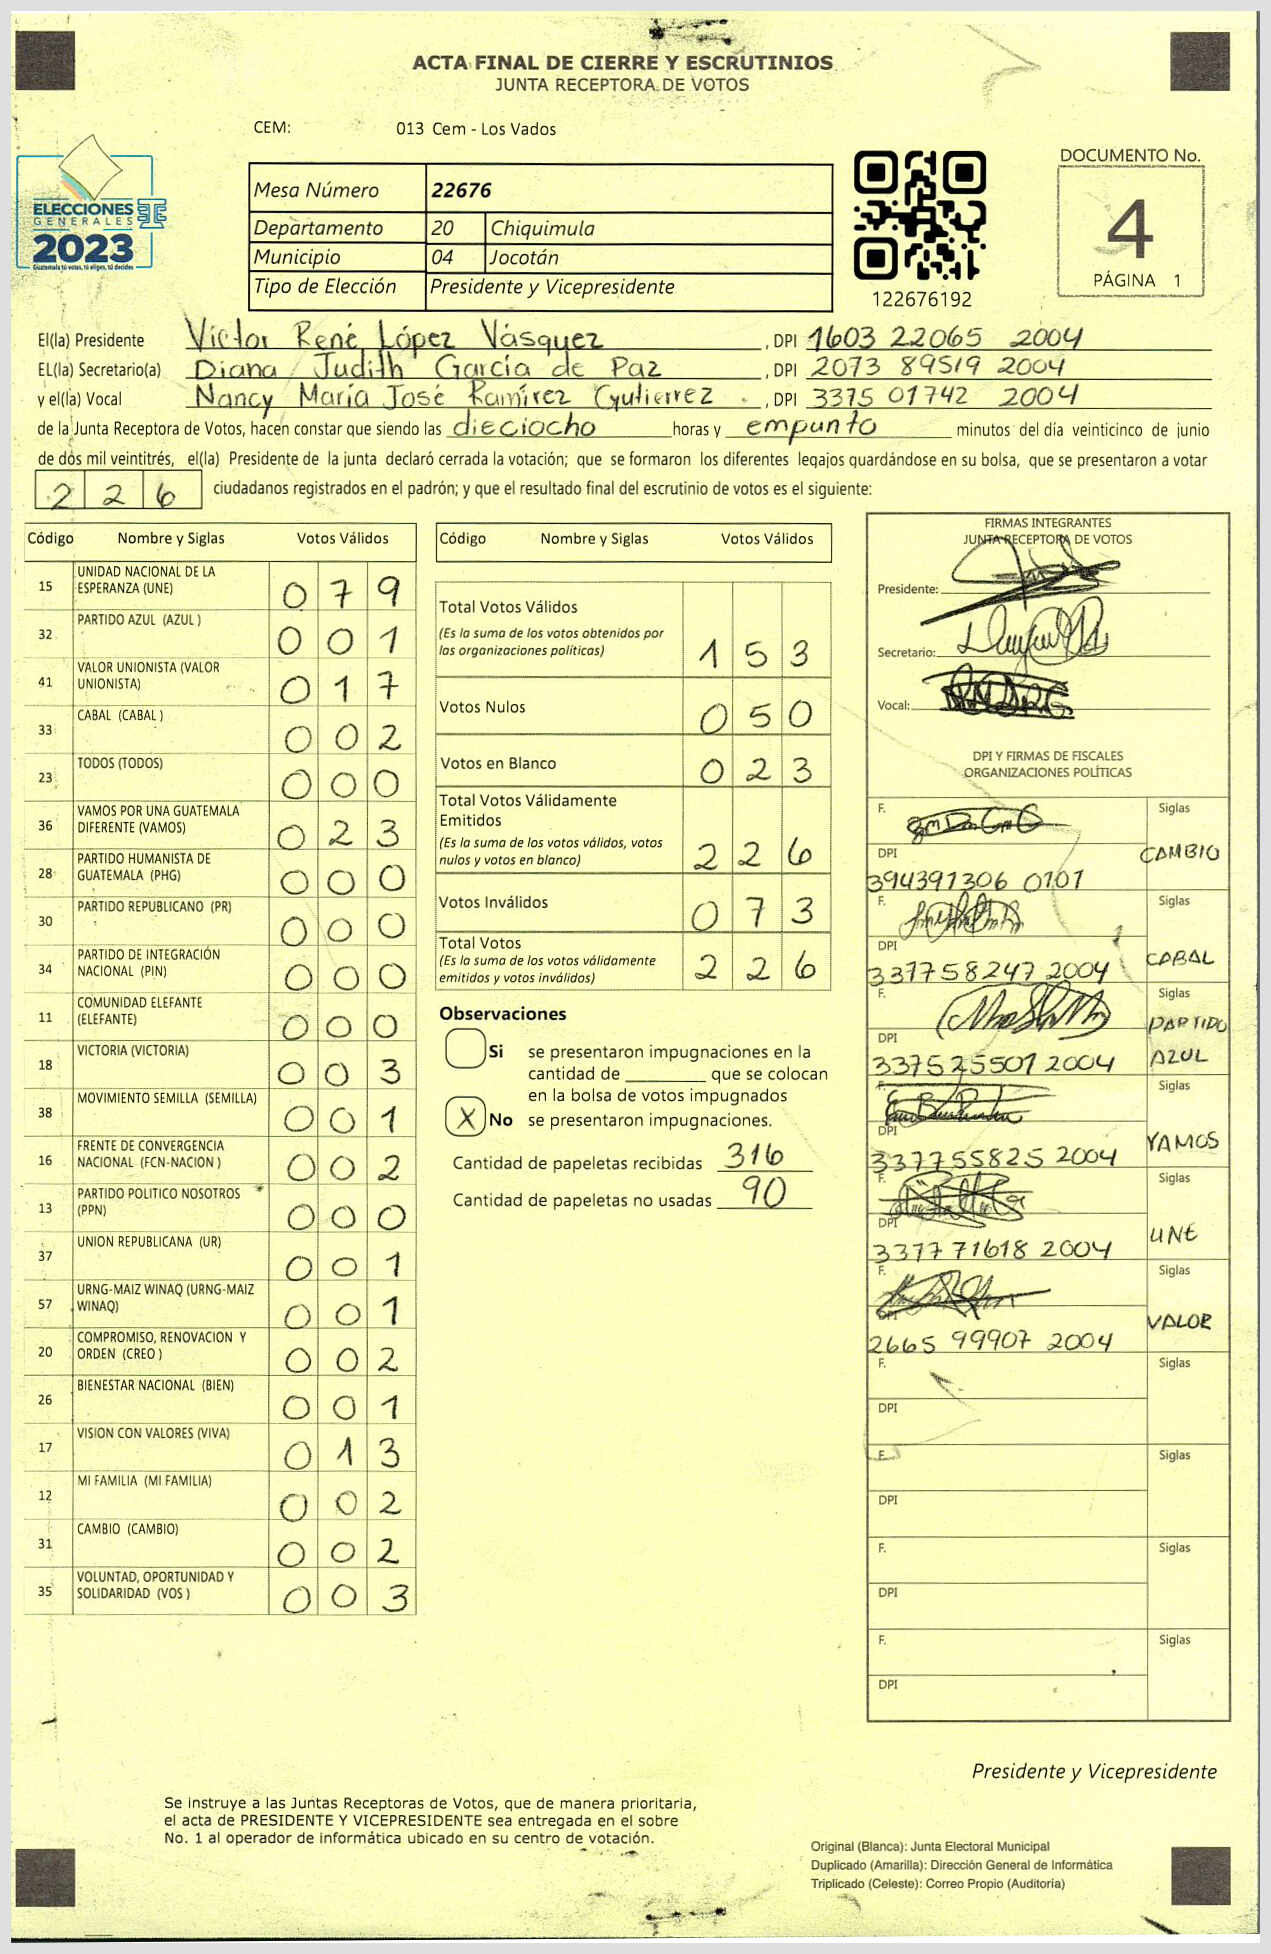 ACTA FINAL DE CIERRE Y ESCRUTINIOS
JUNTA RECEPTORA DE VOTOS
CEM: 013 Cem - Los Vados
ELECCIONES
GENERALES
2023
Guatemala tú votas, tú eliges, tú decides
Mesa Número 22676
Departamento 20 Chiquimula
Municipio 04 Jocotán
Tipo de Elección Presidente y Vicepresidente
122676192
DOCUMENTO No.
4
PÁGINA 1
El(la) Presidente Víctor René López Vásquez, DPI 1603 22065 2004
EL(la) Secretario(a) Diana Judith García de Paz, DPI 2073 89519 2004
y el(la) Vocal Nancy María José Ramírez Gutierrez, DPI 3375 01742 2004
de la Junta Receptora de Votos, hacen constar que siendo las dieciocho horas y empunto minutos del día veinticinco de junio
de dos mil veintitrés, el(la) Presidente de la junta declaró cerrada la votación; que se formaron los diferentes legajos guardándose en su bolsa, que se presentaron a votar
226 ciudadanos registrados en el padrón; y que el resultado final del escrutinio de votos es el siguiente:
Código Nombre y Siglas Votos Válidos
15 UNIDAD NACIONAL DE LA ESPERANZA (UNE) 079
32 PARTIDO AZUL (AZUL ) 001
41 VALOR UNIONISTA (VALOR UNIONISTA) 017
33 CABAL (CABAL ) 002
23 TODOS (TODOS) 000
36 VAMOS POR UNA GUATEMALA DIFERENTE (VAMOS) 023
28 PARTIDO HUMANISTA DE GUATEMALA (PHG) 000
30 PARTIDO REPUBLICANO (PR) 000
34 PARTIDO DE INTEGRACIÓN NACIONAL (PIN) 000
11 COMUNIDAD ELEFANTE (ELEFANTE) 000
18 VICTORIA (VICTORIA) 003
38 MOVIMIENTO SEMILLA (SEMILLA) 001
16 FRENTE DE CONVERGENCIA NACIONAL (FCN-NACION ) 002
13 PARTIDO POLITICO NOSOTROS (PPN) 000
37 UNION REPUBLICANA (UR) 001
57 URNG-MAIZ WINAQ (URNG-MAIZ WINAQ) 001
20 COMPROMISO, RENOVACION Y ORDEN (CREO ) 002
26 BIENESTAR NACIONAL (BIEN) 001
17 VISION CON VALORES (VIVA) 013
12 MI FAMILIA (MI FAMILIA) 002
31 CAMBIO (CAMBIO) 002
35 VOLUNTAD, OPORTUNIDAD Y SOLIDARIDAD (VOS ) 003
Código Nombre y Siglas Votos Válidos
Total Votos Válidos
(Es la suma de los votos obtenidos por
las organizaciones políticas) 153
Votos Nulos 050
Votos en Blanco 023
Total Votos Válidamente
Emitidos
(Es la suma de los votos válidos, votos
nulos y votos en blanco) 226
Votos Inválidos 073
Total Votos
(Es la suma de los votos válidamente
emitidos y votos inválidos) 226
Observaciones
Si se presentaron impugnaciones en la
cantidad de ________ que se colocan
en la bolsa de votos impugnados
X No se presentaron impugnaciones.
Cantidad de papeletas recibidas 316
Cantidad de papeletas no usadas 90
FIRMAS INTEGRANTES
JUNTA RECEPTORA DE VOTOS
Presidente:
Secretario:
Vocal:
DPI Y FIRMAS DE FISCALES
ORGANIZACIONES POLÍTICAS
F. Siglas
DPI CAMBIO
394391306 0101
F. Siglas
DPI CABAL
337758247 2004
F. Siglas
DPI PARTIDO AZUL
337525501 2004
F. Siglas
DPI VAMOS
337755825 2004
F. Siglas
DPI UNE
3377 71618 2004
F. Siglas
DPI VALOR
2665 99907 2004
F. Siglas
DPI
F. Siglas
DPI
F. Siglas
DPI
F. Siglas
DPI
Presidente y Vicepresidente
Se instruye a las Juntas Receptoras de Votos, que de manera prioritaria,
el acta de PRESIDENTE Y VICEPRESIDENTE sea entregada en el sobre
No. 1 al operador de informática ubicado en su centro de votación.
Original (Blanca): Junta Electoral Municipal
Duplicado (Amarilla): Dirección General de Informática
Triplicado (Celeste): Correo Propio (Auditoría)